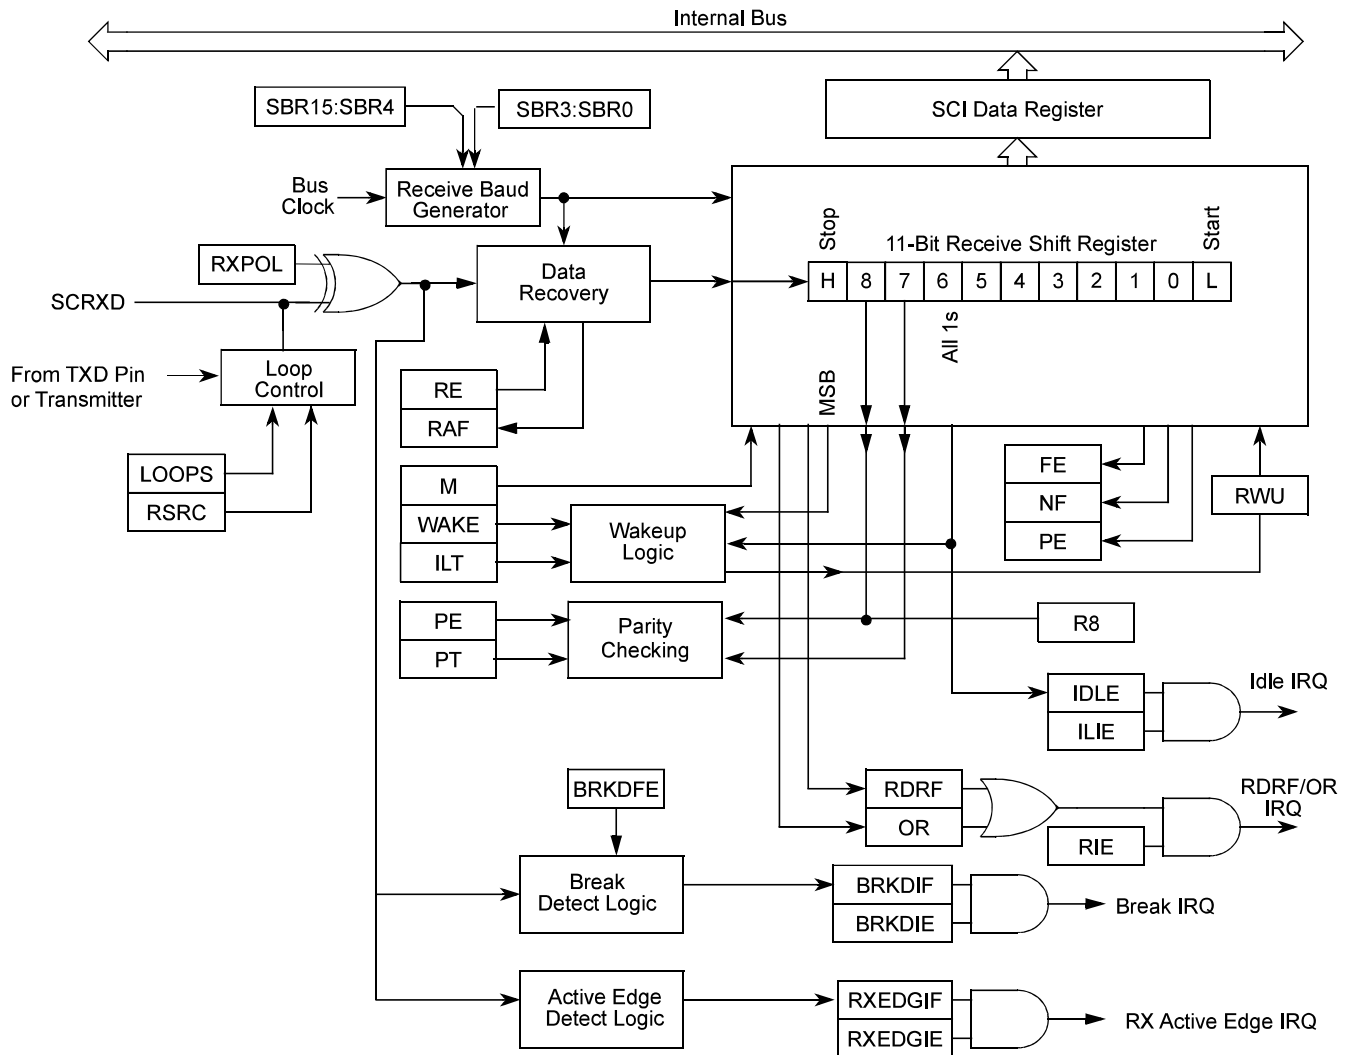 Internal Bus
SBR15:SBR4
SBR3:SBR0
SCI Data Register
Bus
Clock
Receive Baud
Generator
RXPOL
SCRXD
Data
Recovery
Stop
11-Bit Receive Shift Register
Start
H 8 7 6 5 4 3 2 1 0 L
All 1s
MSB
From TXD Pin
or Transmitter
Loop
Control
RE
RAF
LOOPS
RSRC
M
WAKE
ILT
Wakeup
Logic
FE
NF
PE
RWU
PE
PT
Parity
Checking
R8
IDLE
ILIE
Idle IRQ
BRKDFE
RDRF
OR
RIE
RDRF/OR
IRQ
Break
Detect Logic
BRKDIF
BRKDIE
Break IRQ
Active Edge
Detect Logic
RXEDGIF
RXEDGIE
RX Active Edge IRQ